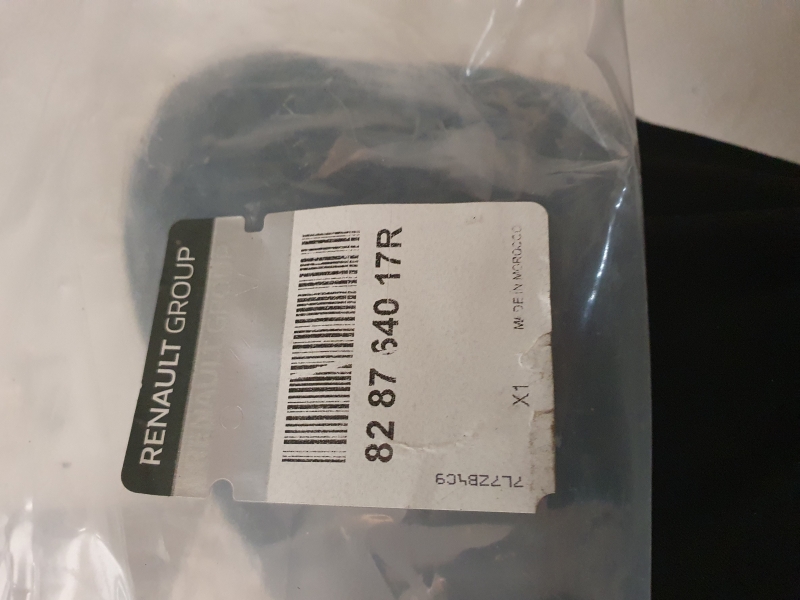 RENAULT GROUP
82 87 640 17R
MADE IN MOROCCO
X1
7L7ZB4C9